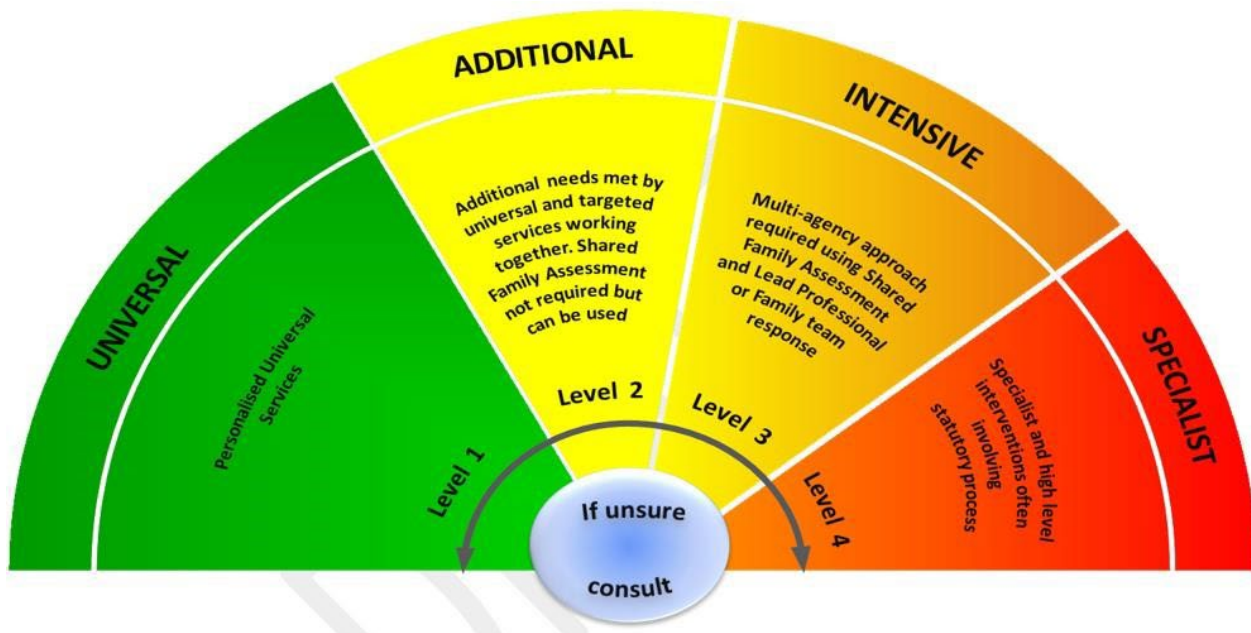 UNIVERSAL
Personalised Universal
Services
Level 1
ADDITIONAL
Additional needs met by
universal and targeted
services working
together. Shared
Family Assessment
not required but
can be used
Level 2
INTENSIVE
Multi-agency approach
required using Shared
Family Assessment
and Lead Professional
or Family team
response
Level 3
SPECIALIST
Specialist and high level
interventions often
involving
statutory process
Level 4
If unsure
consult